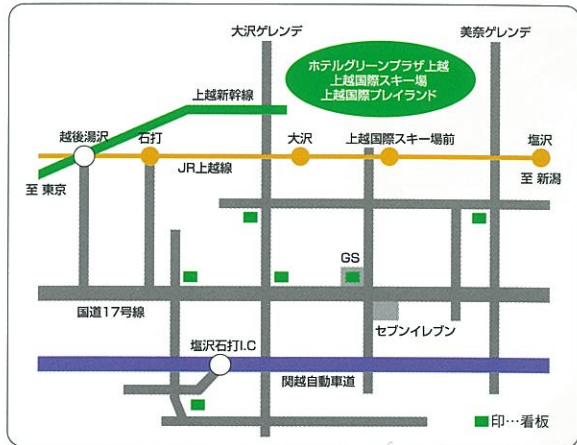 大沢ゲレンデ
美奈ゲレンデ
ホテルグリーンプラザ上越
上越国際スキー場
上越国際プレイランド
上越新幹線
越後湯沢
石打
大沢
上越国際スキー場前
塩沢
JR上越線
至 東京
至 新潟
GS
国道17号線
セブンイレブン
塩沢石打I.C
関越自動車道
印…看板